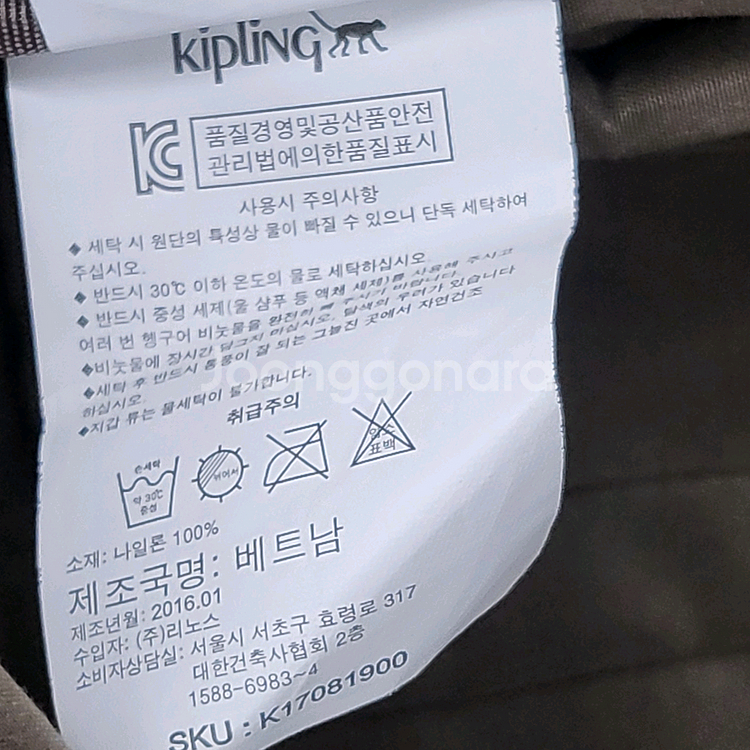 kipling
품질경영및공산품안전
관리법에의한품질표시
사용시 주의사항
◆ 세탁 시 원단의 특성상 물이 빠질 수 있으니 단독 세탁하여
주십시오.
◆ 반드시 30℃ 이하 온도의 물로 세탁하십시오.
◆ 반드시 중성 세제(울 샴푸 등 액체 세제)를 사용해 주시고
여러 번 헹구어 비눗물을 완전히 빼 주시기 바랍니다.
◆비눗물에 장시간 담그지 마십시오. 탈색의 우려가 있습니다
◆세탁 후 반드시 통풍이 잘 되는 그늘진 곳에서 자연건조
하십시오.
◆지갑 류는 물세탁이 불가합니다.
Joonggonara
취급주의
손세탁
약 30℃
중성
뉘어서
염소
표백
소재: 나일론 100%
제조국명: 베트남
제조년월: 2016.01
수입자: (주)리노스
소비자상담실: 서울시 서초구 효령로 317
대한건축사협회 2층
1588-6983~4
SKU : K17081900